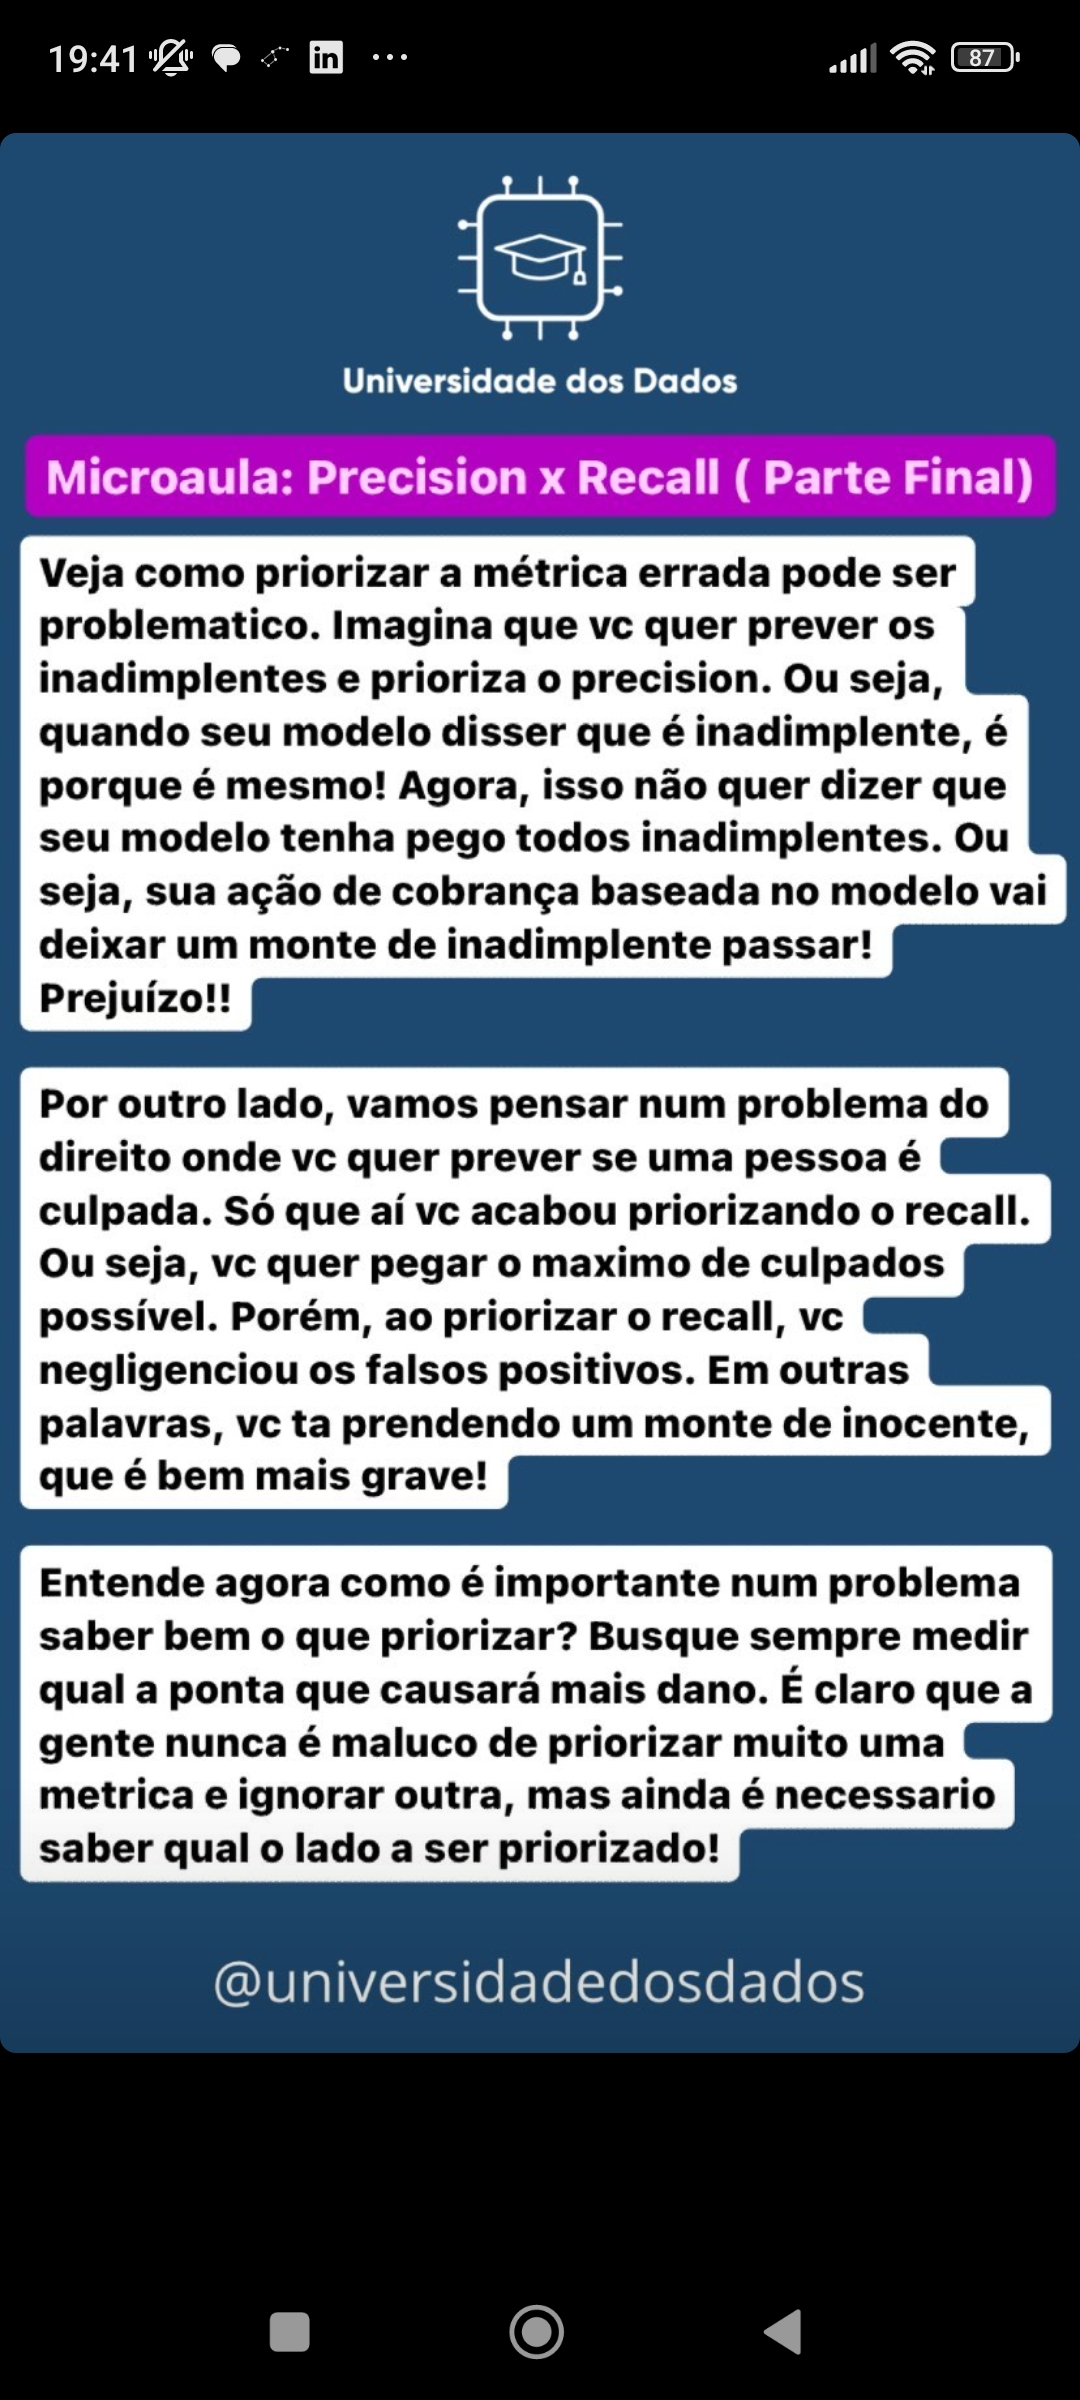 19:41
in
87
Universidade dos Dados
Microaula: Precision x Recall ( Parte Final)
Veja como priorizar a métrica errada pode ser
problematico. Imagina que vc quer prever os
inadimplentes e prioriza o precision. Ou seja,
quando seu modelo disser que é inadimplente, é
porque é mesmo! Agora, isso não quer dizer que
seu modelo tenha pego todos inadimplentes. Ou
seja, sua ação de cobrança baseada no modelo vai
deixar um monte de inadimplente passar!
Prejuízo!!
Por outro lado, vamos pensar num problema do
direito onde vc quer prever se uma pessoa é
culpada. Só que aí vc acabou priorizando o recall.
Ou seja, vc quer pegar o maximo de culpados
possível. Porém, ao priorizar o recall, vc
negligenciou os falsos positivos. Em outras
palavras, vc ta prendendo um monte de inocente,
que é bem mais grave!
Entende agora como é importante num problema
saber bem o que priorizar? Busque sempre medir
qual a ponta que causará mais dano. É claro que a
gente nunca é maluco de priorizar muito uma
metrica e ignorar outra, mas ainda é necessario
saber qual o lado a ser priorizado!
@universidadedosdados